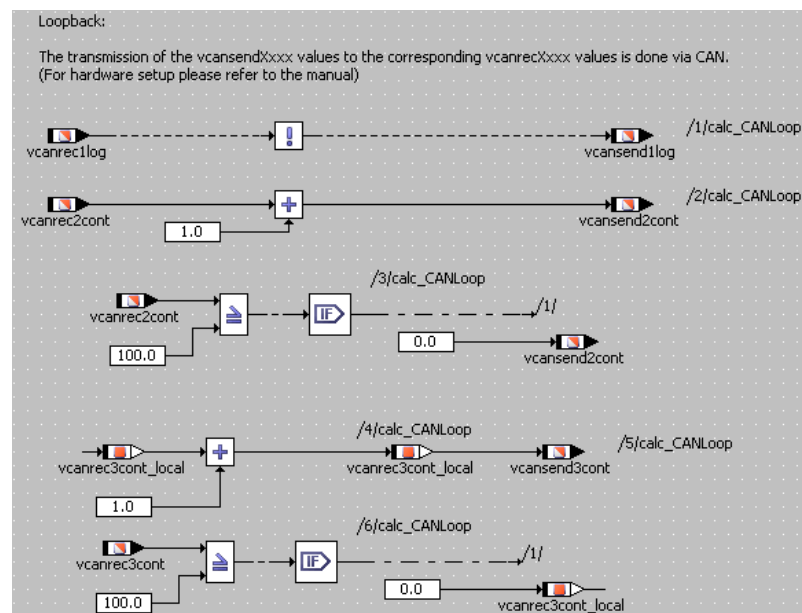 Loopback:
The transmission of the vcansendXxxx values to the corresponding vcanrecXxxx values is done via CAN.
(For hardware setup please refer to the manual)
/1/calc_CANLoop
!
vcanrec1log
vcansend1log
/2/calc_CANLoop
+
vcanrec2cont
vcansend2cont
1.0
/3/calc_CANLoop
/1/
vcanrec2cont
≥
IF
0.0
100.0
vcansend2cont
/4/calc_CANLoop
/5/calc_CANLoop
+
vcanrec3cont_local
vcanrec3cont_local
vcansend3cont
1.0
/6/calc_CANLoop
/1/
vcanrec3cont
≥
IF
0.0
100.0
vcanrec3cont_local